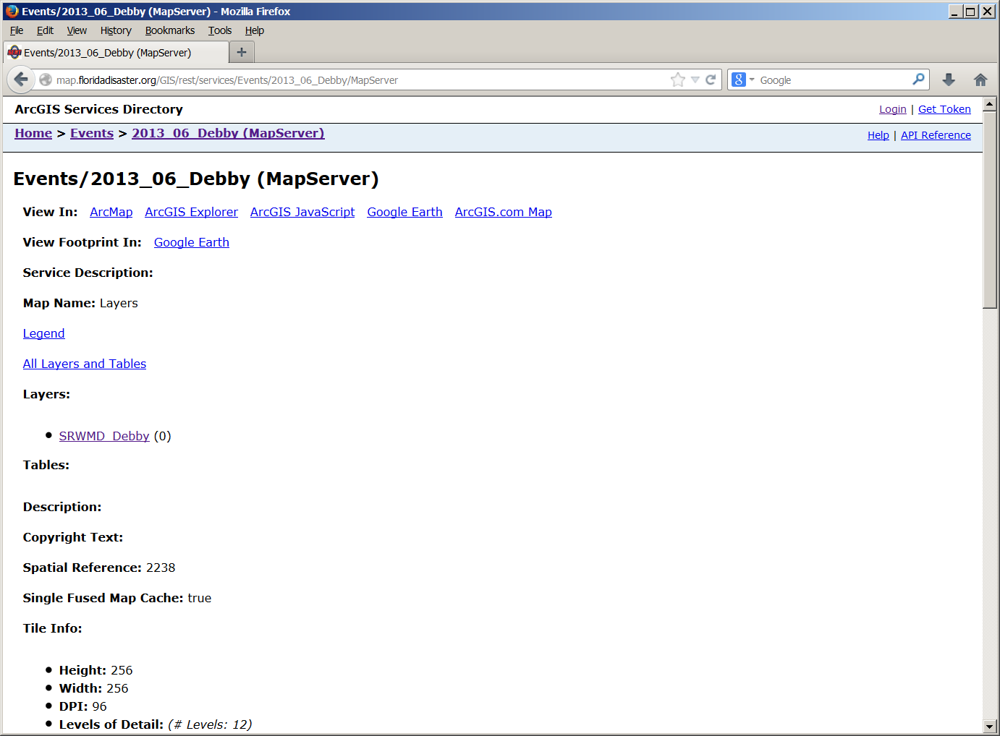 Events/2013_06_Debby (MapServer) - Mozilla Firefox
File Edit View History Bookmarks Tools Help
Events/2013_06_Debby (MapServer)
map.floridadisaster.org/GIS/rest/services/Events/2013_06_Debby/MapServer
8 Google
ArcGIS Services Directory
Login | Get Token
Home > Events > 2013_06_Debby (MapServer)
Help | API Reference
Events/2013_06_Debby (MapServer)
View In: ArcMap ArcGIS Explorer ArcGIS JavaScript Google Earth ArcGIS.com Map
View Footprint In: Google Earth
Service Description:
Map Name: Layers
Legend
All Layers and Tables
Layers:
• SRWMD_Debby (0)
Tables:
Description:
Copyright Text:
Spatial Reference: 2238
Single Fused Map Cache: true
Tile Info:
• Height: 256
• Width: 256
• DPI: 96
• Levels of Detail: (# Levels: 12)